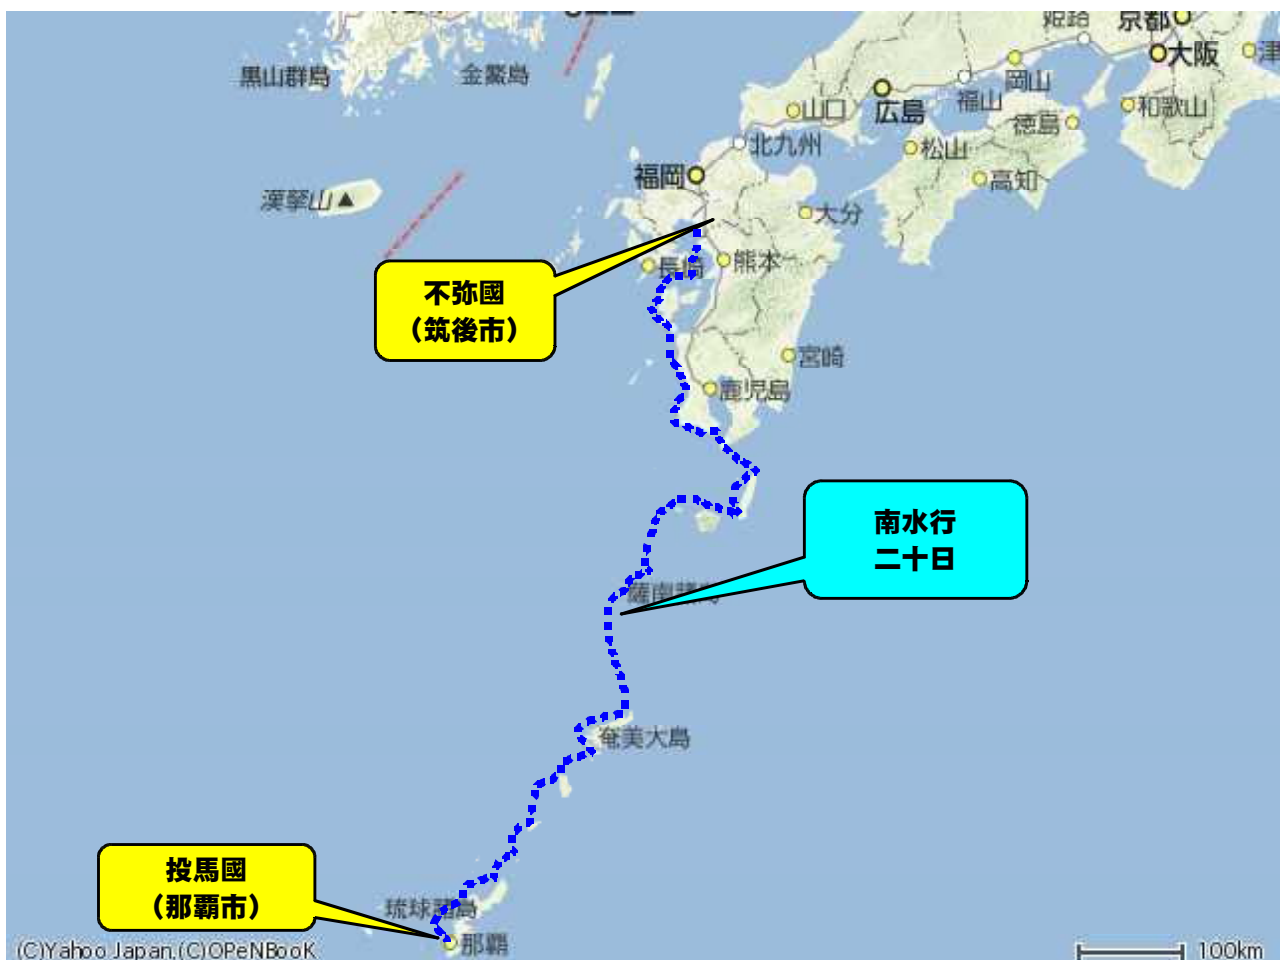 姫路
京都
大阪
津
黒山群島
金鰲島
岡山
福山
広島
山口
和歌山
徳島
北九州
松山
福岡
高知
漢拏山
大分
長崎
熊本
不弥國
(筑後市)
宮崎
鹿児島
南水行
二十日
薩南諸島
奄美大島
投馬國
(那覇市)
琉球諸島
那覇
(C)Yahoo Japan,(C)OPeNBooK
100km